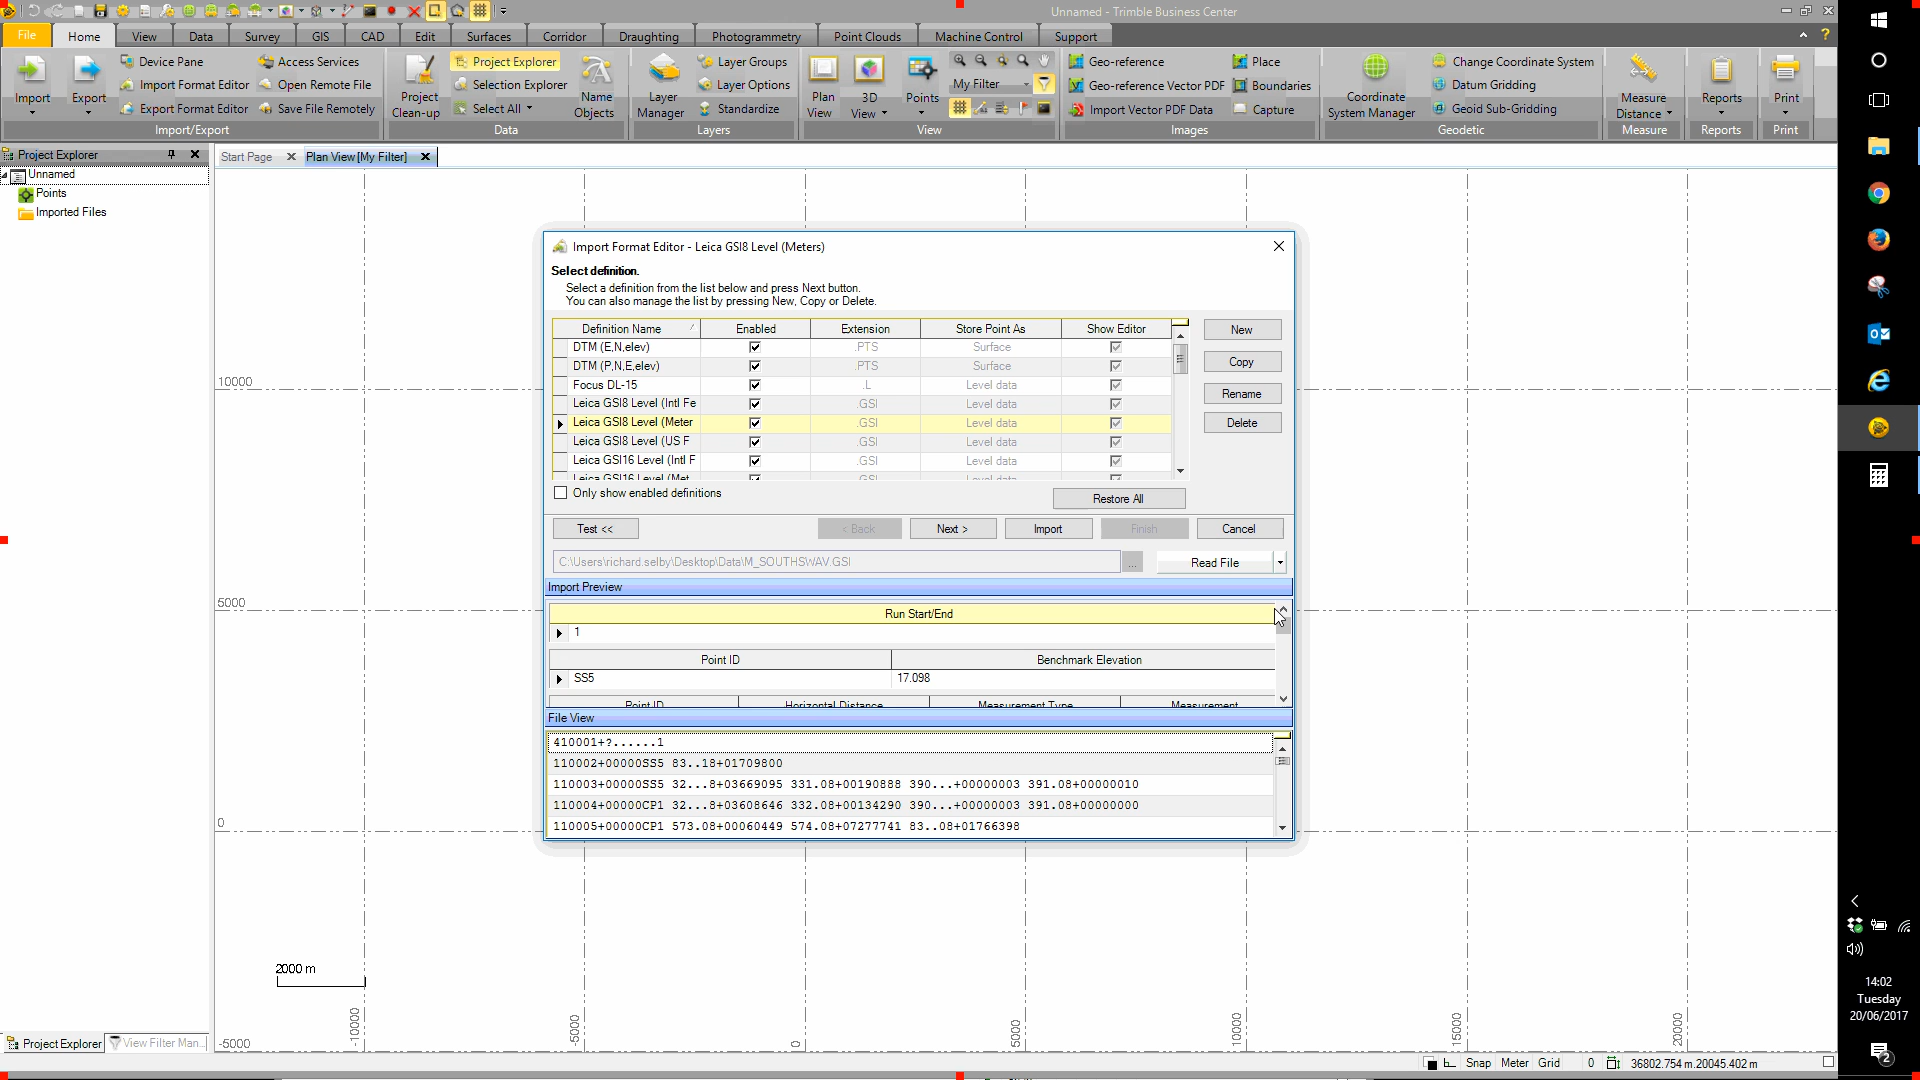 Unnamed - Trimble Business Center
File Home View Data Survey GIS CAD Edit Surfaces Corridor Draughting Photogrammetry Point Clouds Machine Control Support
Import
Export
Device Pane
Import Format Editor
Export Format Editor
Access Services
Open Remote File
Save File Remotely
Import/Export
Project Clean-up
Project Explorer
Selection Explorer
Select All
Name Objects
Data
Layer Manager
Layer Groups
Layer Options
Standardize
Layers
Plan View
3D View
Points
My Filter
View
Geo-reference
Geo-reference Vector PDF
Import Vector PDF Data
Place
Boundaries
Capture
Images
Coordinate System Manager
Change Coordinate System
Datum Gridding
Geoid Sub-Gridding
Geodetic
Measure Distance
Measure
Reports
Reports
Print
Print
Project Explorer
Unnamed
Points
Imported Files
Start Page
Plan View [My Filter]
10000
5000
0
-5000
2000 m
-10000
-5000
0
5000
10000
15000
20000
Import Format Editor - Leica GSI8 Level (Meters)
Select definition.
Select a definition from the list below and press Next button.
You can also manage the list by pressing New, Copy or Delete.
Definition Name Enabled Extension Store Point As Show Editor
DTM (E,N,elev) .PTS Surface
DTM (P,N,E,elev) .PTS Surface
Focus DL-15 .L Level data
Leica GSI8 Level (Intl Fe .GSI Level data
Leica GSI8 Level (Meter .GSI Level data
Leica GSI8 Level (US F .GSI Level data
Leica GSI16 Level (Intl F .GSI Level data
Leica GSI16 Level (Met .GSI Level data
New
Copy
Rename
Delete
Only show enabled definitions
Restore All
Test << < Back Next > Import Finish Cancel
C:\Users\richard.selby\Desktop\Data\M_SOUTHSWAV.GSI ... Read File
Import Preview
Run Start/End
1
Point ID Benchmark Elevation
SS5 17.098
Point ID Horizontal Distance Measurement Type Measurement
File View
410001+?......1
110002+00000SS5 83..18+01709800
110003+00000SS5 32...8+03669095 331.08+00190888 390...+00000003 391.08+00000010
110004+00000CP1 32...8+03608646 332.08+00134290 390...+00000003 391.08+00000000
110005+00000CP1 573.08+00060449 574.08+07277741 83..08+01766398
Project Explorer
View Filter Man...
Snap Meter Grid 0 36802.754 m,20045.402 m
14:02
Tuesday
20/06/2017
2